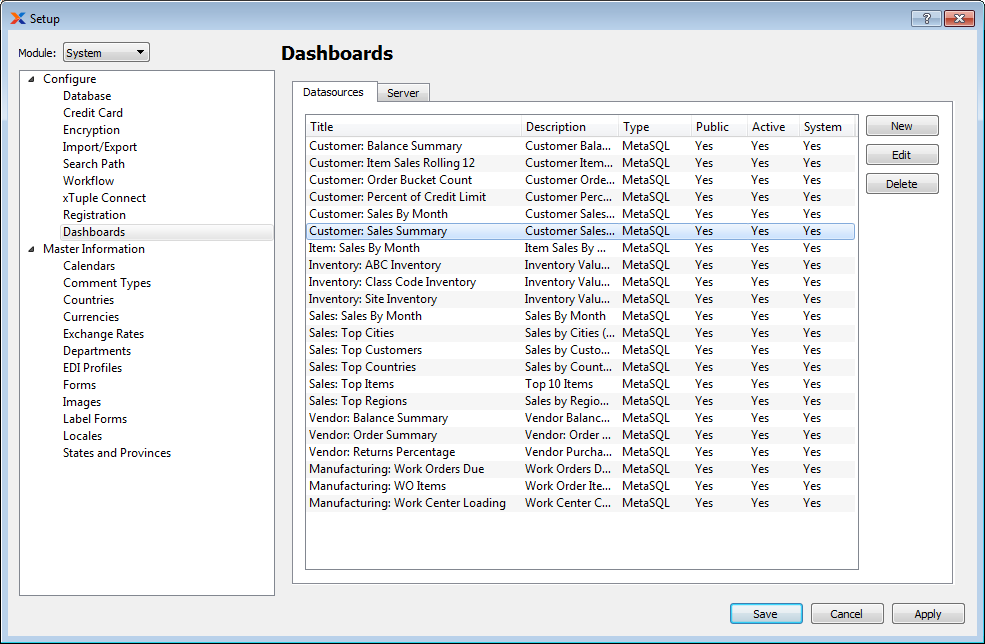 Setup
?
Module: System
Dashboards
Configure
Database
Credit Card
Encryption
Import/Export
Search Path
Workflow
xTuple Connect
Registration
Dashboards
Master Information
Calendars
Comment Types
Countries
Currencies
Exchange Rates
Departments
EDI Profiles
Forms
Images
Label Forms
Locales
States and Provinces
Datasources Server
Title Description Type Public Active System
Customer: Balance Summary Customer Bala... MetaSQL Yes Yes Yes
Customer: Item Sales Rolling 12 Customer Item... MetaSQL Yes Yes Yes
Customer: Order Bucket Count Customer Orde... MetaSQL Yes Yes Yes
Customer: Percent of Credit Limit Customer Perc... MetaSQL Yes Yes Yes
Customer: Sales By Month Customer Sales... MetaSQL Yes Yes Yes
Customer: Sales Summary Customer Sales... MetaSQL Yes Yes Yes
Item: Sales By Month Item Sales By ... MetaSQL Yes Yes Yes
Inventory: ABC Inventory Inventory Valu... MetaSQL Yes Yes Yes
Inventory: Class Code Inventory Inventory Valu... MetaSQL Yes Yes Yes
Inventory: Site Inventory Inventory Valu... MetaSQL Yes Yes Yes
Sales: Sales By Month Sales By Month MetaSQL Yes Yes Yes
Sales: Top Cities Sales by Cities (... MetaSQL Yes Yes Yes
Sales: Top Customers Sales by Custo... MetaSQL Yes Yes Yes
Sales: Top Countries Sales by Count... MetaSQL Yes Yes Yes
Sales: Top Items Top 10 Items MetaSQL Yes Yes Yes
Sales: Top Regions Sales by Regio... MetaSQL Yes Yes Yes
Vendor: Balance Summary Vendor Balanc... MetaSQL Yes Yes Yes
Vendor: Order Summary Vendor: Order ... MetaSQL Yes Yes Yes
Vendor: Returns Percentage Vendor Purcha... MetaSQL Yes Yes Yes
Manufacturing: Work Orders Due Work Orders D... MetaSQL Yes Yes Yes
Manufacturing: WO Items Work Order Ite... MetaSQL Yes Yes Yes
Manufacturing: Work Center Loading Work Center C... MetaSQL Yes Yes Yes
New
Edit
Delete
Save Cancel Apply